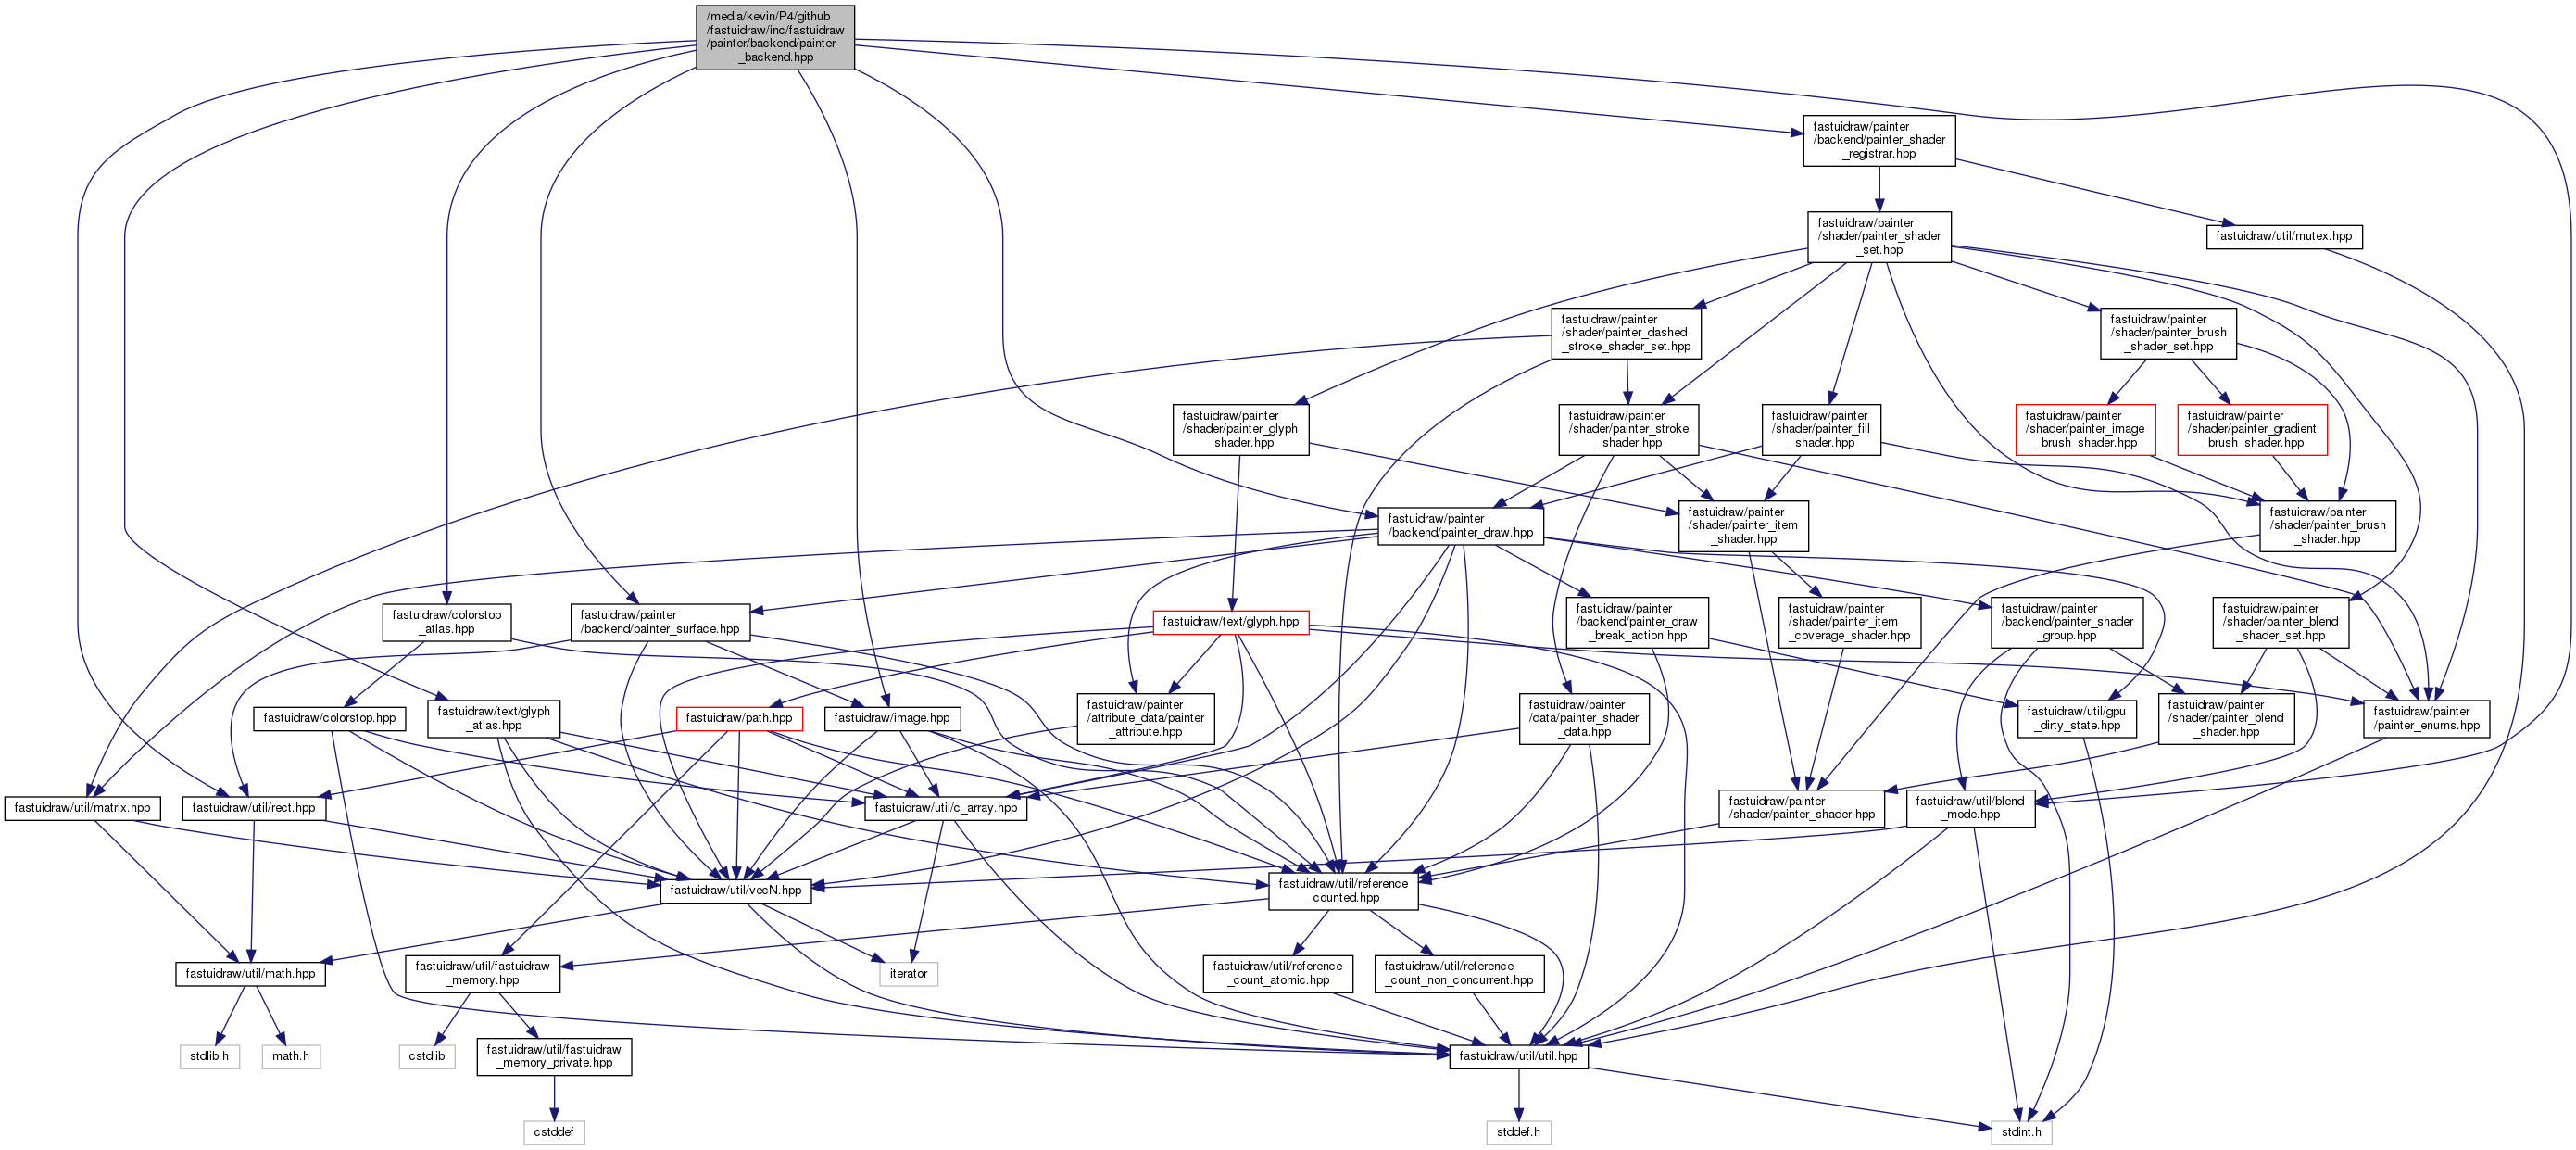 /media/kevin/P4/github
/fastuidraw/inc/fastuidraw
/painter/backend/painter
_backend.hpp
fastuidraw/painter
/backend/painter_shader
_registrar.hpp
fastuidraw/painter
/shader/painter_shader
_set.hpp
fastuidraw/util/mutex.hpp
fastuidraw/painter
/shader/painter_dashed
_stroke_shader_set.hpp
fastuidraw/painter
/shader/painter_brush
_shader_set.hpp
fastuidraw/painter
/shader/painter_glyph
_shader.hpp
fastuidraw/painter
/shader/painter_stroke
_shader.hpp
fastuidraw/painter
/shader/painter_fill
_shader.hpp
fastuidraw/painter
/shader/painter_image
_brush_shader.hpp
fastuidraw/painter
/shader/painter_gradient
_brush_shader.hpp
fastuidraw/painter
/backend/painter_draw.hpp
fastuidraw/painter
/shader/painter_item
_shader.hpp
fastuidraw/painter
/shader/painter_brush
_shader.hpp
fastuidraw/colorstop
_atlas.hpp
fastuidraw/painter
/backend/painter_surface.hpp
fastuidraw/text/glyph.hpp
fastuidraw/painter
/backend/painter_draw
_break_action.hpp
fastuidraw/painter
/shader/painter_item
_coverage_shader.hpp
fastuidraw/painter
/backend/painter_shader
_group.hpp
fastuidraw/painter
/shader/painter_blend
_shader_set.hpp
fastuidraw/colorstop.hpp
fastuidraw/text/glyph
_atlas.hpp
fastuidraw/path.hpp
fastuidraw/image.hpp
fastuidraw/painter
/attribute_data/painter
_attribute.hpp
fastuidraw/painter
/data/painter_shader
_data.hpp
fastuidraw/util/gpu
_dirty_state.hpp
fastuidraw/painter
/shader/painter_blend
_shader.hpp
fastuidraw/painter
/painter_enums.hpp
fastuidraw/util/matrix.hpp
fastuidraw/util/rect.hpp
fastuidraw/util/c_array.hpp
fastuidraw/painter
/shader/painter_shader.hpp
fastuidraw/util/blend
_mode.hpp
fastuidraw/util/vecN.hpp
fastuidraw/util/reference
_counted.hpp
fastuidraw/util/math.hpp
fastuidraw/util/fastuidraw
_memory.hpp
iterator
fastuidraw/util/reference
_count_atomic.hpp
fastuidraw/util/reference
_count_non_concurrent.hpp
stdlib.h
math.h
cstdlib
fastuidraw/util/fastuidraw
_memory_private.hpp
fastuidraw/util/util.hpp
cstddef
stddef.h
stdint.h